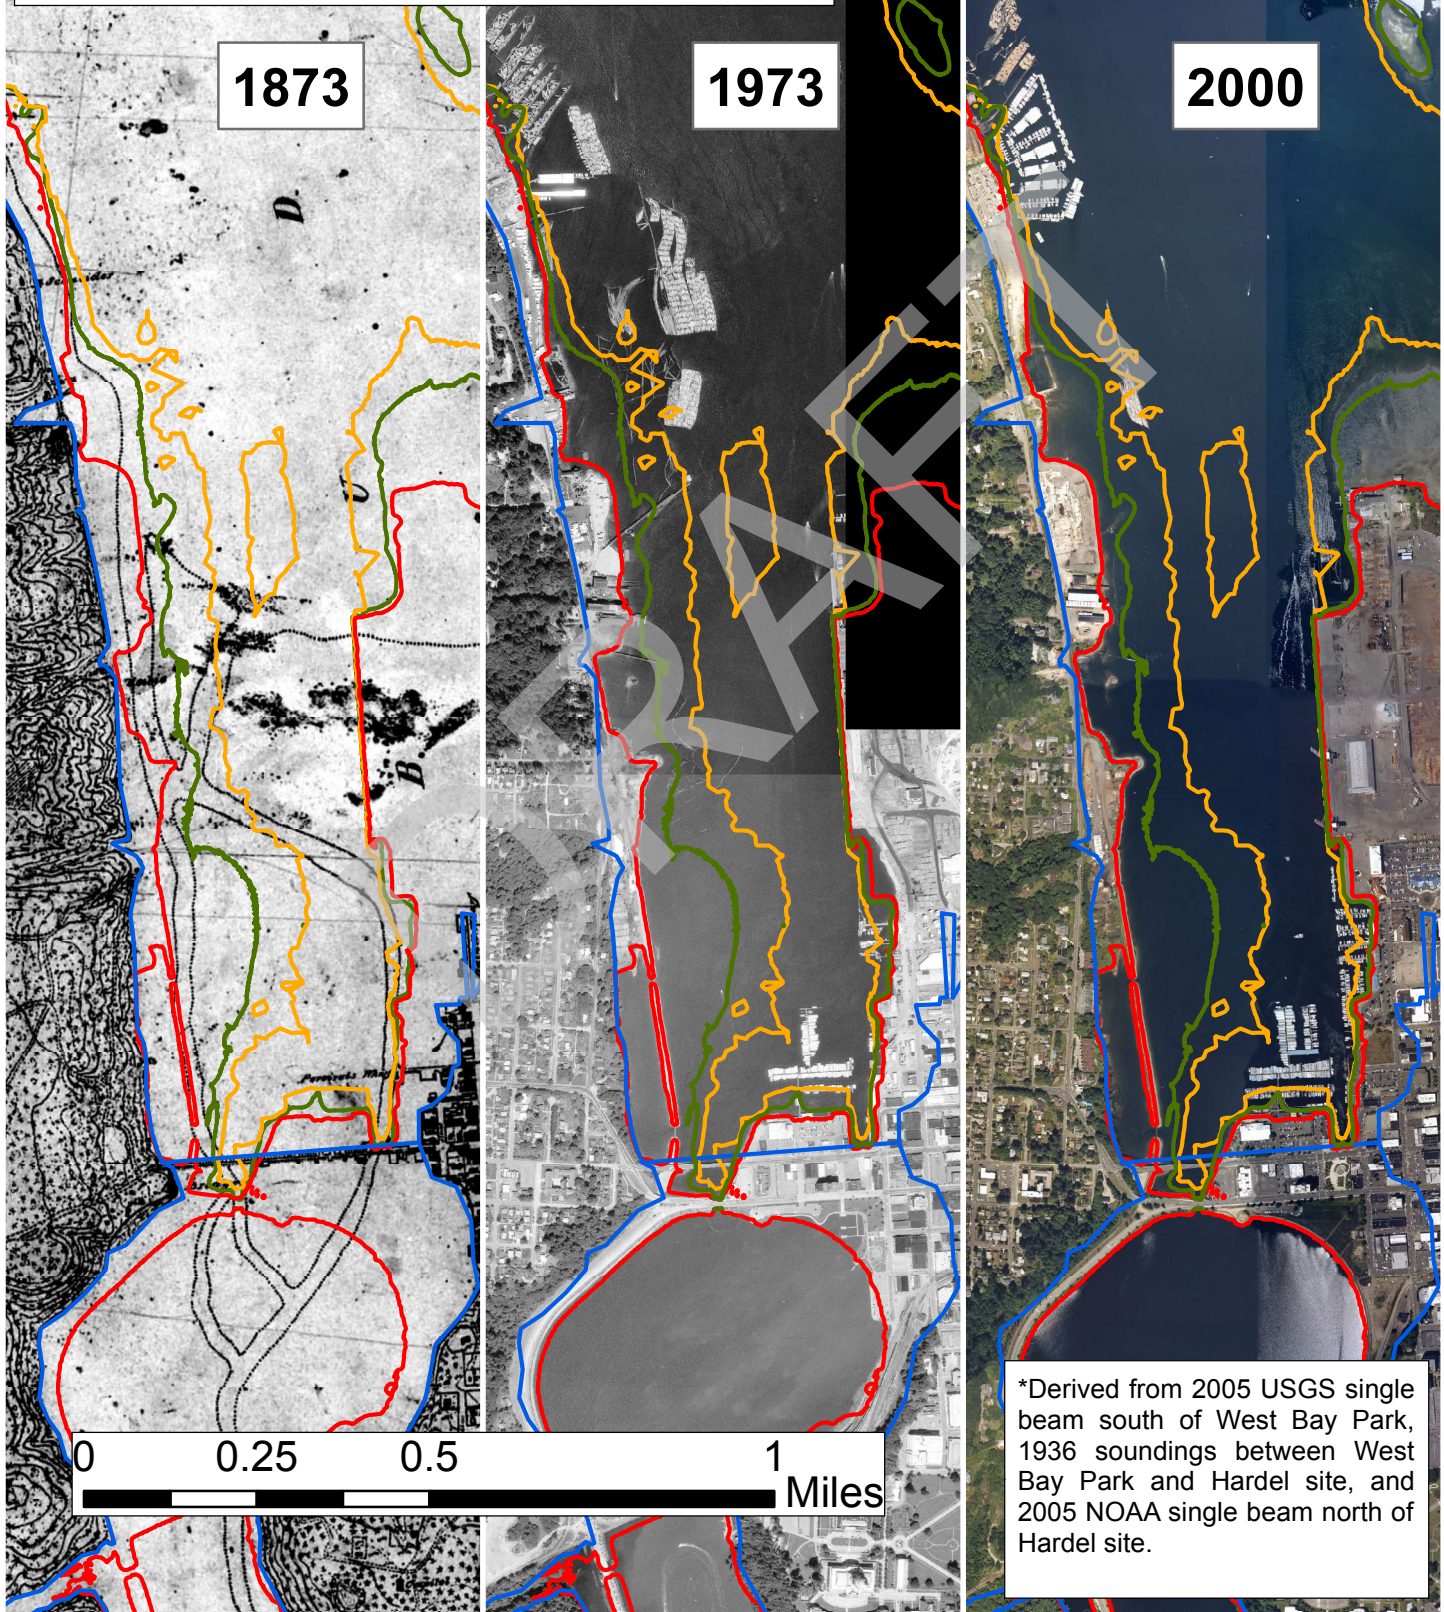 1873
1973
2000
D
C
B
Percivals Wharf
DRAFT
0 0.25 0.5 1
Miles
*Derived from 2005 USGS single
beam south of West Bay Park,
1936 soundings between West
Bay Park and Hardel site, and
2005 NOAA single beam north of
Hardel site.